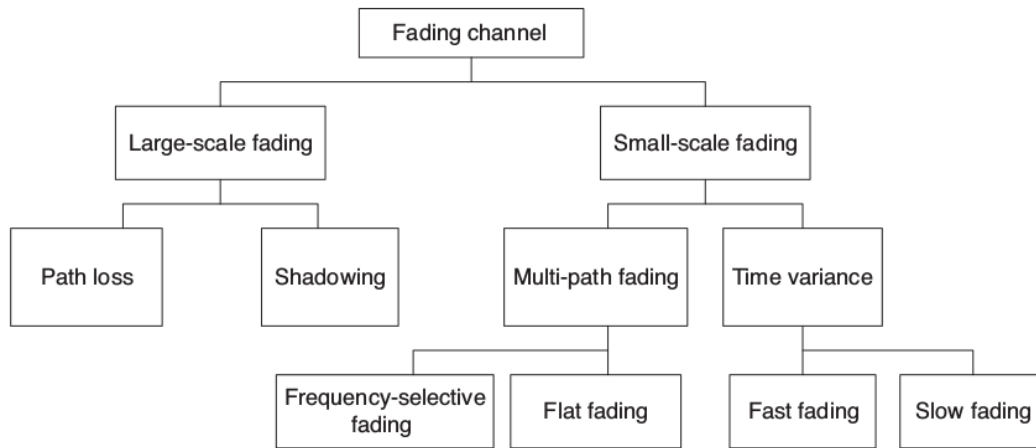 Fading channel
Large-scale fading
Small-scale fading
Path loss
Shadowing
Multi-path fading
Time variance
Frequency-selective
fading
Flat fading
Fast fading
Slow fading